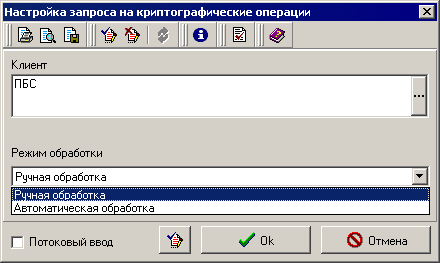 Настройка запроса на криптографические операции
Клиент
ПБС
...
Режим обработки
Ручная обработка
Ручная обработка
Автоматическая обработка
Потоковый ввод
Ok
Отмена